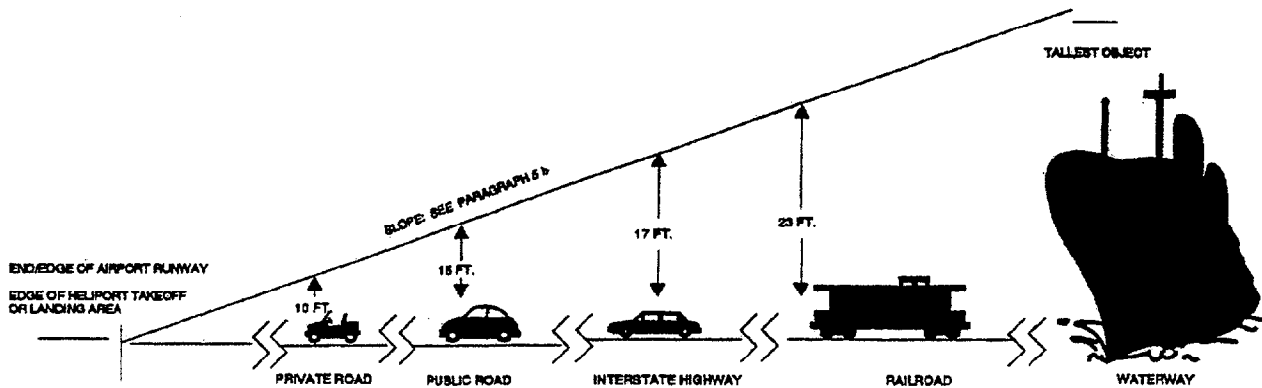 TALLEST OBJECT
SLOPE: SEE PARAGRAPH 5 b
END/EDGE OF AIRPORT RUNWAY
EDGE OF HELIPORT TAKEOFF
OR LANDING AREA
10 FT.
15 FT.
17 FT.
23 FT.
PRIVATE ROAD
PUBLIC ROAD
INTERSTATE HIGHWAY
RAILROAD
WATERWAY